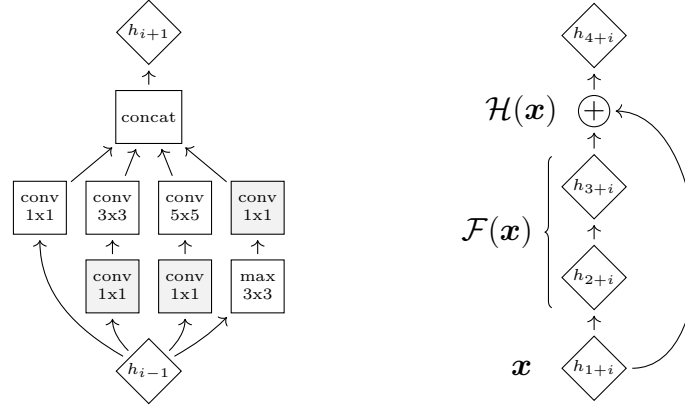 h_{i+1}
concat
conv
1x1
conv
3x3
conv
5x5
conv
1x1
conv
1x1
conv
1x1
max
3x3
h_{i−1}
h_{4+i}
ℋ(𝒙) +
h_{3+i}
ℱ(𝒙)
h_{2+i}
𝒙 h_{1+i}